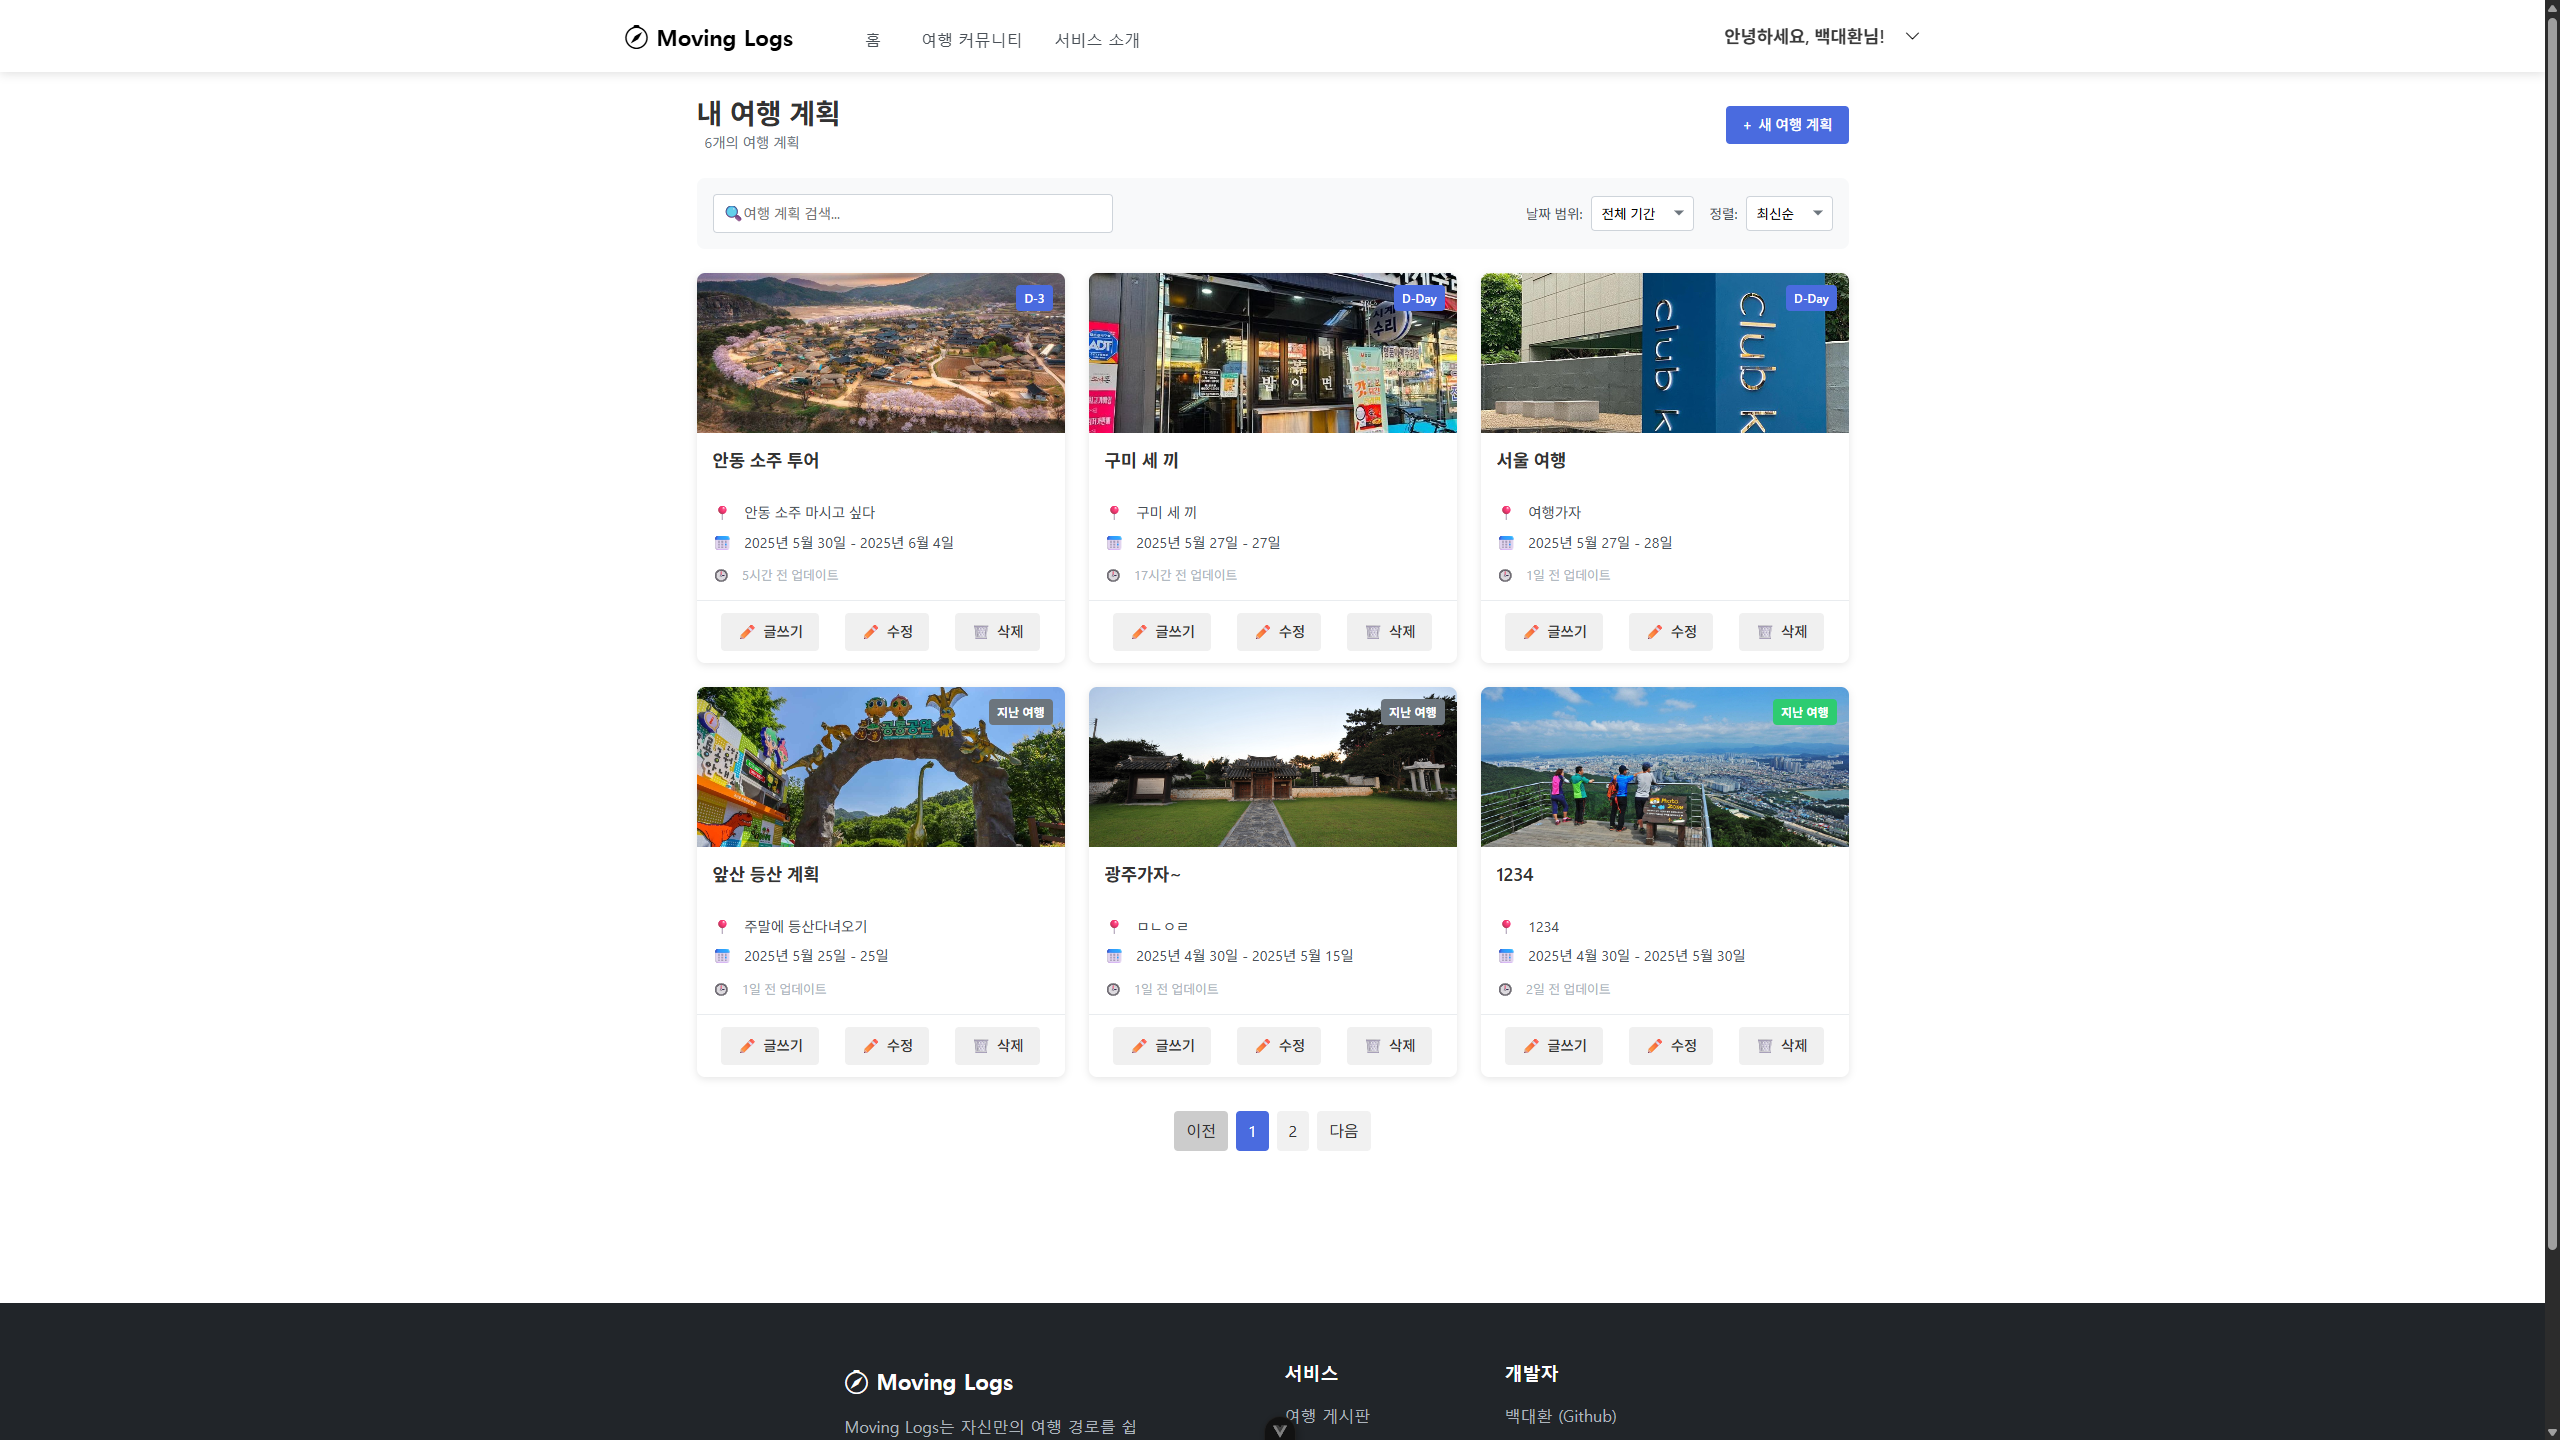 Moving Logs
홈
여행 커뮤니티
서비스 소개
안녕하세요, 백대환님!
내 여행 계획
6개의 여행 계획
+ 새 여행 계획
여행 계획 검색...
날짜 범위:
전체 기간
정렬:
최신순
D-3
ADT
시계
수리
D-Day
club k
club k
D-Day
안동 소주 투어
안동 소주 마시고 싶다
2025년 5월 30일 - 2025년 6월 4일
5시간 전 업데이트
글쓰기
수정
삭제
구미 세 끼
구미 세 끼
2025년 5월 27일 - 27일
17시간 전 업데이트
글쓰기
수정
삭제
서울 여행
여행가자
2025년 5월 27일 - 28일
1일 전 업데이트
글쓰기
수정
삭제
공룡공원
지난 여행
지난 여행
Photo Zone
지난 여행
앞산 등산 계획
주말에 등산다녀오기
2025년 5월 25일 - 25일
1일 전 업데이트
글쓰기
수정
삭제
광주가자~
ㅁㄴㅇㄹ
2025년 4월 30일 - 2025년 5월 15일
1일 전 업데이트
글쓰기
수정
삭제
1234
1234
2025년 4월 30일 - 2025년 5월 30일
2일 전 업데이트
글쓰기
수정
삭제
이전
1
2
다음
Moving Logs
Moving Logs는 자신만의 여행 경로를 쉽
서비스
여행 게시판
개발자
백대환 (Github)